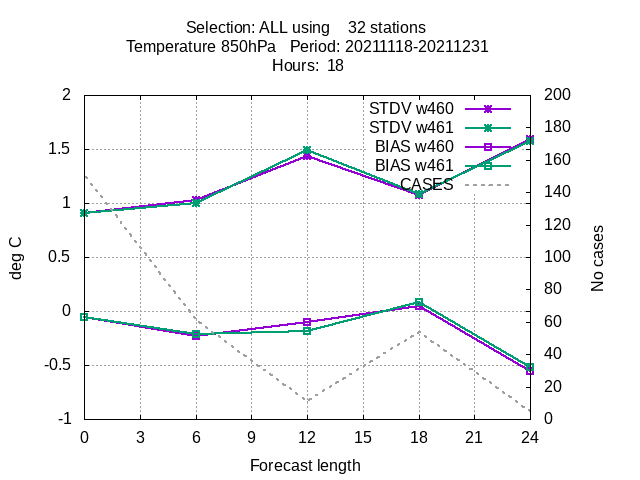 Selection: ALL using    32 stations
Temperature 850hPa   Period: 20211118-20211231
Hours:  18
2
1.5
1
0.5
0
-0.5
-1
deg C
STDV w460
STDV w461
BIAS w460
BIAS w461
CASES
200
180
160
140
120
100
80
60
40
20
0
No cases
0 3 6 9 12 15 18 21 24
Forecast length